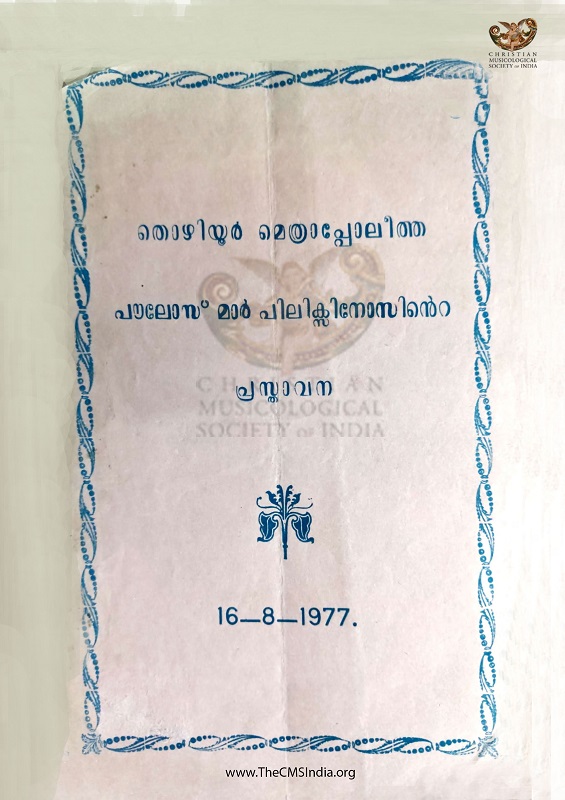 CHRISTIAN
MUSICOLOGICAL
SOCIETY OF INDIA
തൊഴിയൂർ മെത്രാപ്പോലീത്ത
പൗലോസ് മാർ പിലിക്സിനോസിൻെറ
പ്രസ്താവന
CHRISTIAN
MUSICOLOGICAL
SOCIETY OF INDIA
16—8—1977.
www.TheCMSIndia.org